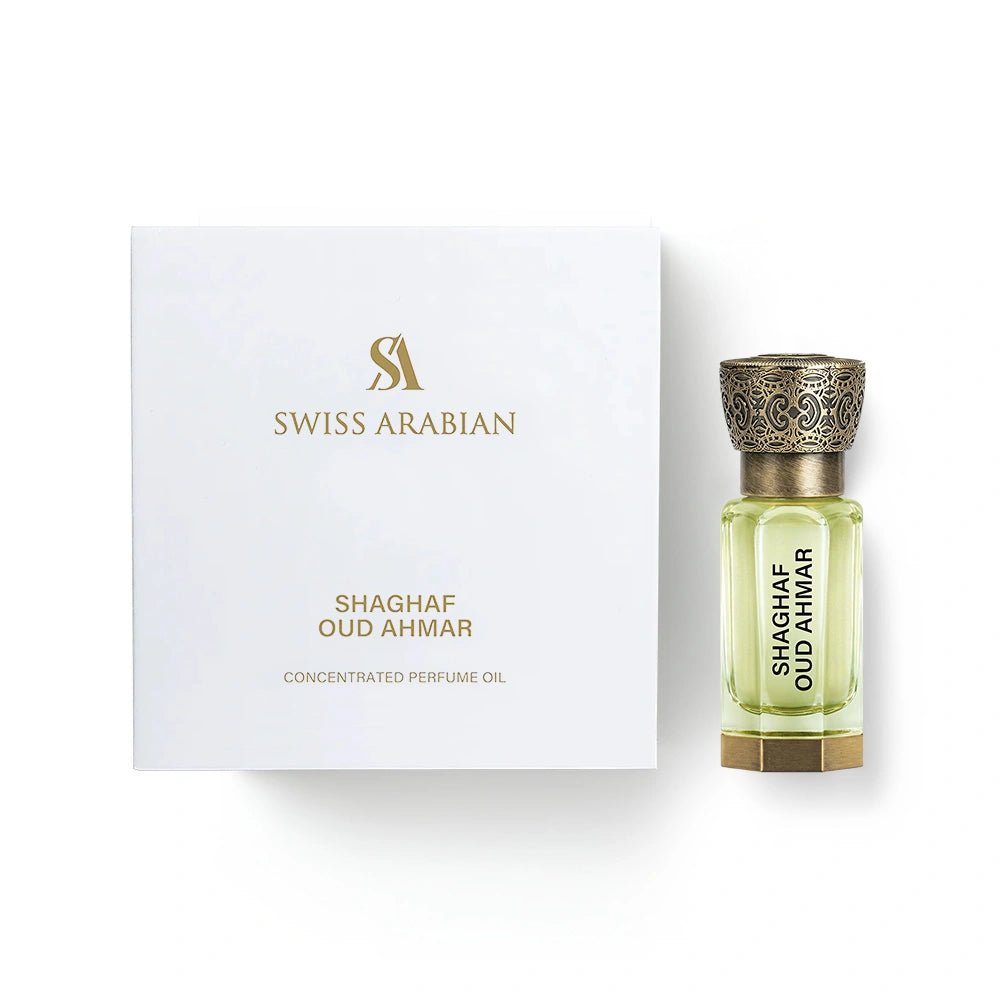 SA
SWISS ARABIAN
SHAGHAF
OUD AHMAR
CONCENTRATED PERFUME OIL
SHAGHAF
OUD AHMAR